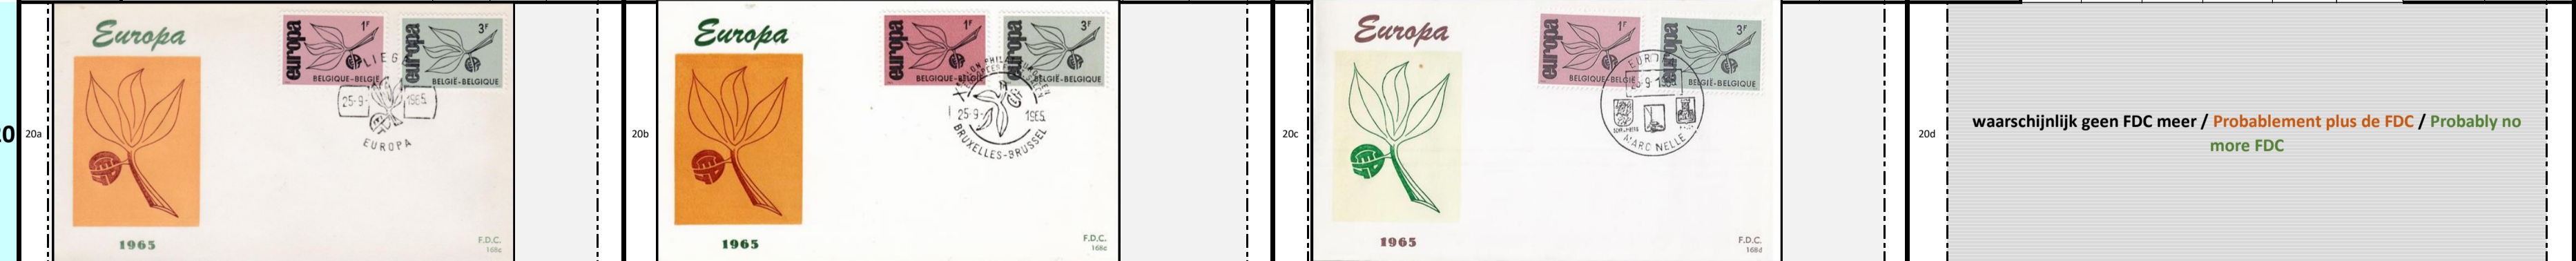 20a
Europa
europa
1F
BELGIQUE-BELGIË
europa
3F
BELGIË-BELGIQUE
LIEGE
25-9-1965
EUROPA
1965
F.D.C.
20b
Europa
europa
1F
BELGIQUE-BELGIË
europa
3F
BELGIË-BELGIQUE
25-9-1965
BRUXELLES-BRUSSEL
1965
F.D.C.
20c
Europa
europa
1F
BELGIQUE-BELGIË
europa
3F
BELGIË-BELGIQUE
MARCINELLE
1965
F.D.C.
168d
20d
waarschijnlijk geen FDC meer / Probablement plus de FDC / Probably no
more FDC